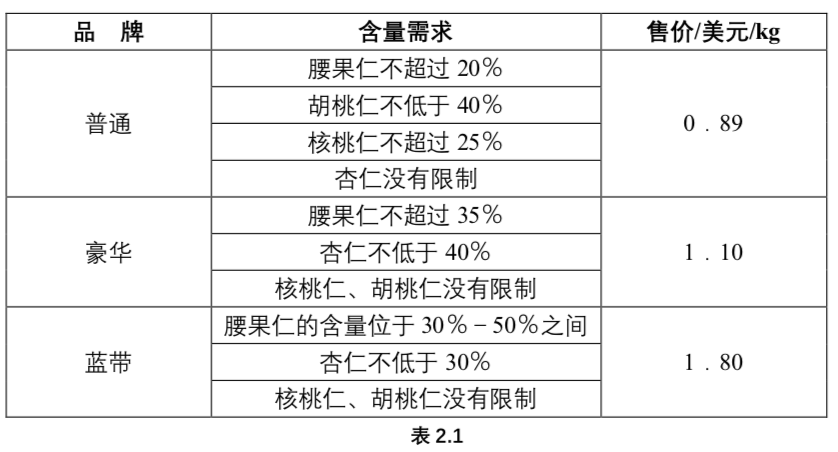 品 牌 含量需求 售价/美元/kg
腰果仁不超过 20%
胡桃仁不低于 40%
普通 0．89
核桃仁不超过 25%
杏仁没有限制
腰果仁不超过 35%
豪华 杏仁不低于 40% 1．10
核桃仁、胡桃仁没有限制
腰果仁的含量位于 30%－50%之间
蓝带 杏仁不低于 30% 1．80
核桃仁、胡桃仁没有限制
表 2.1